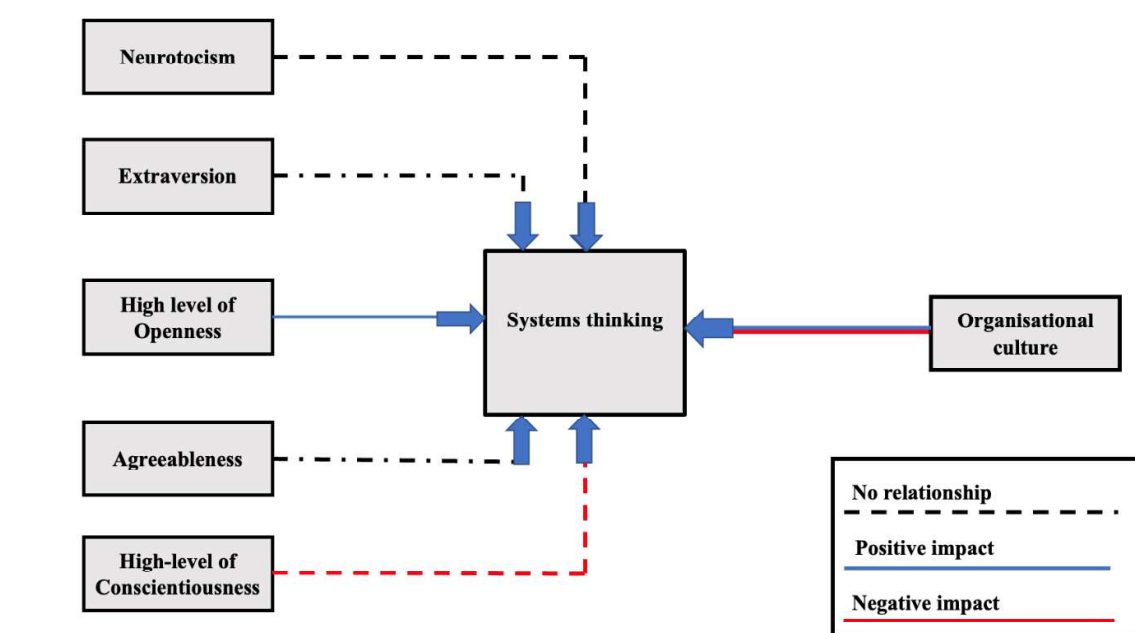 Neurotocism
Extraversion
High level of
Openness
Systems thinking
Organisational
culture
Agreeableness
High-level of
Conscientiousness
No relationship
Positive impact
Negative impact